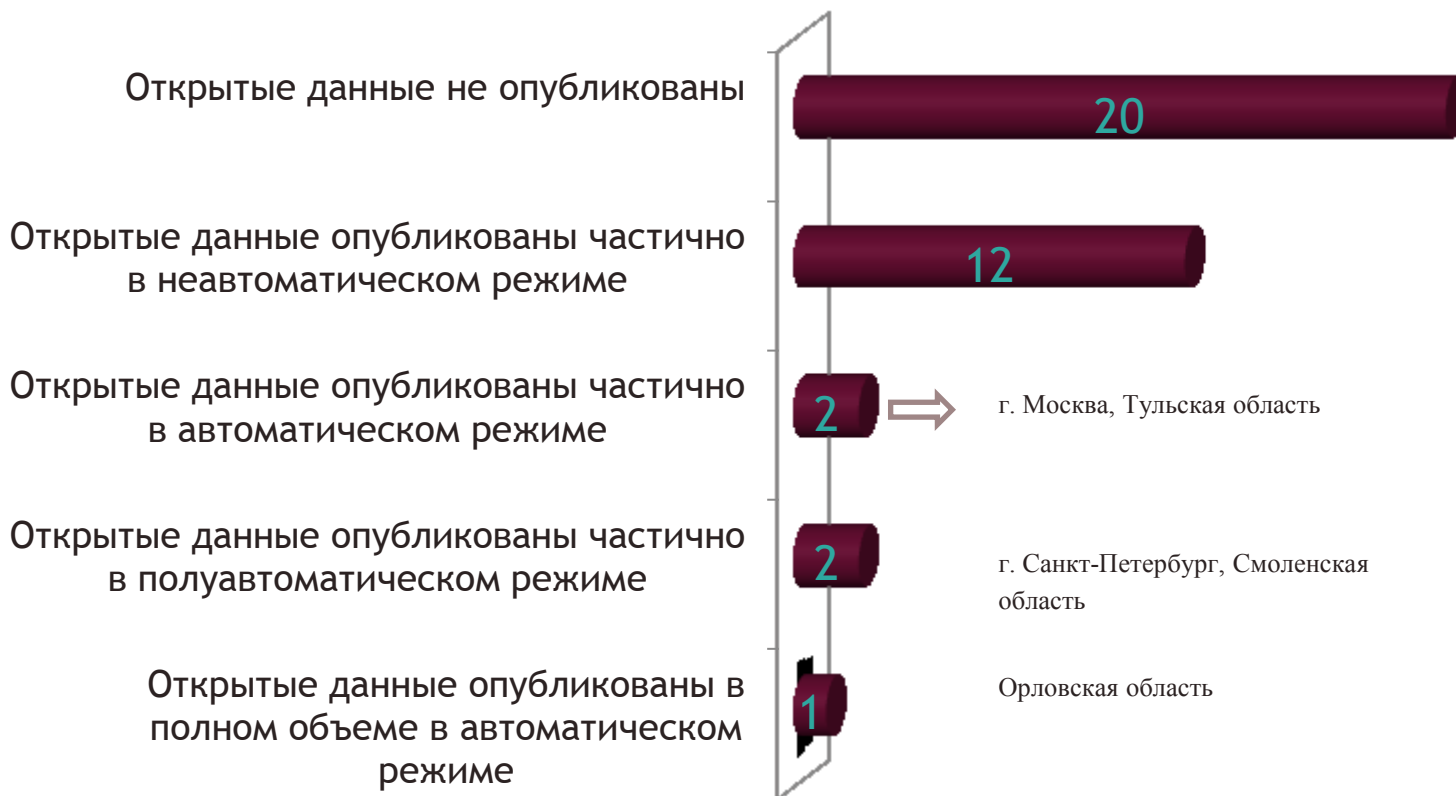 Открытые данные не опубликованы
20
Открытые данные опубликованы частично
в неавтоматическом режиме
12
Открытые данные опубликованы частично
в автоматическом режиме
2
г. Москва, Тульская область
Открытые данные опубликованы частично
в полуавтоматическом режиме
2
г. Санкт-Петербург, Смоленская
область
Открытые данные опубликованы в
полном объеме в автоматическом
режиме
1
Орловская область